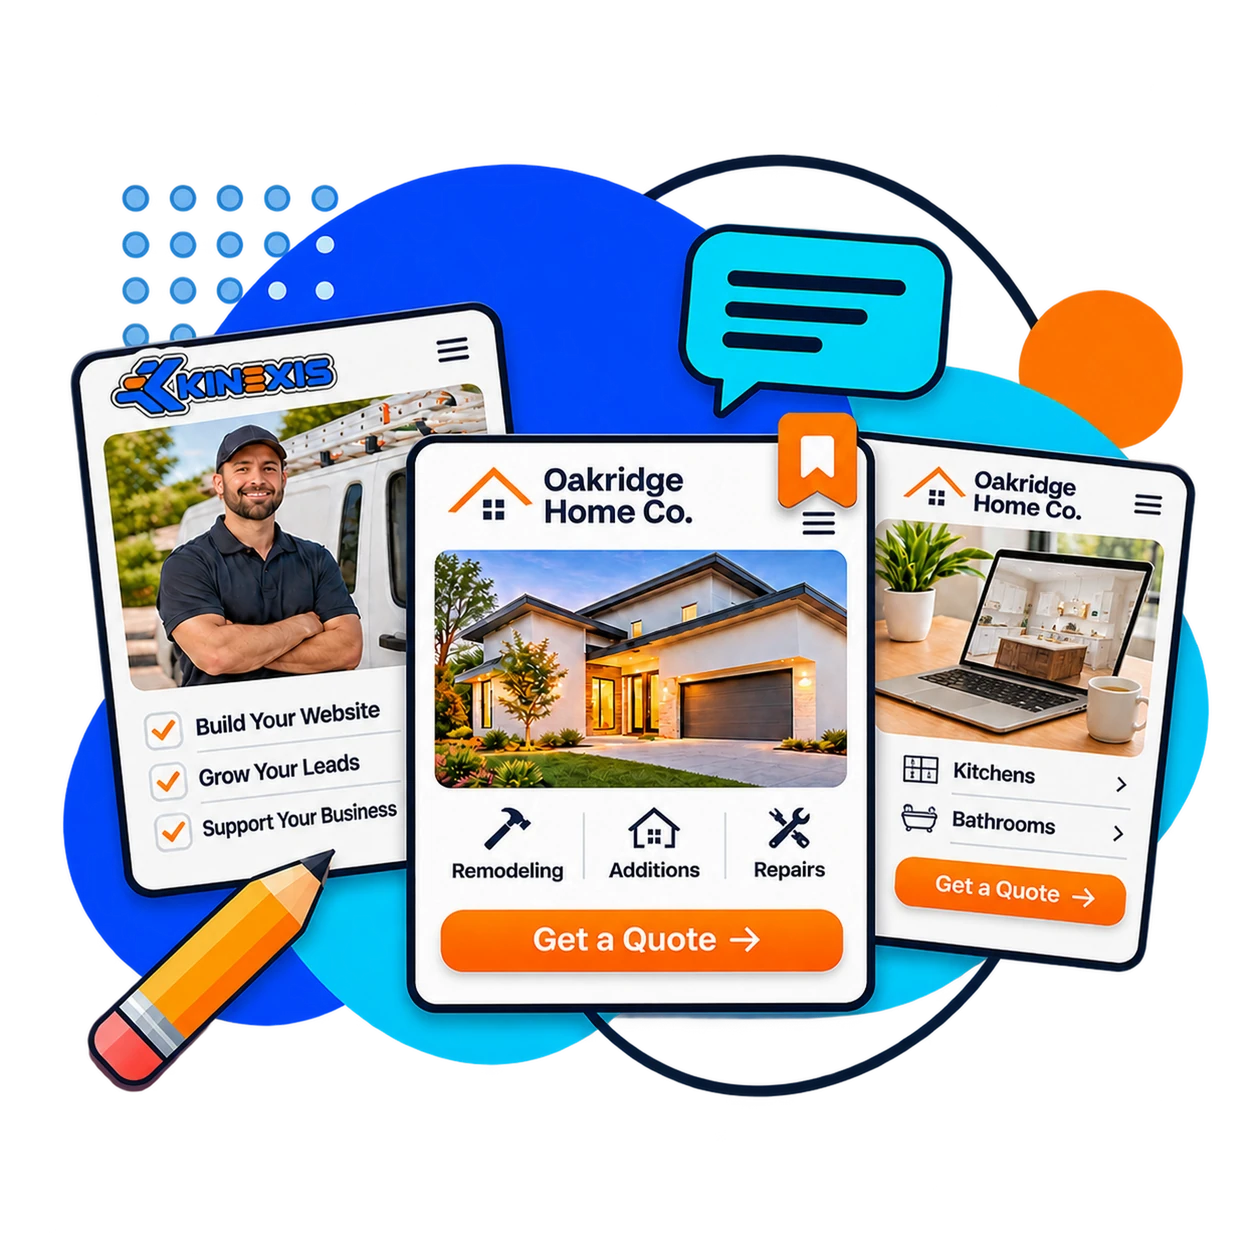 KINEXIS
Build Your Website
Grow Your Leads
Support Your Business
Oakridge
Home Co.
Remodeling
Additions
Repairs
Get a Quote →
Oakridge
Home Co.
Kitchens
Bathrooms
Get a Quote →